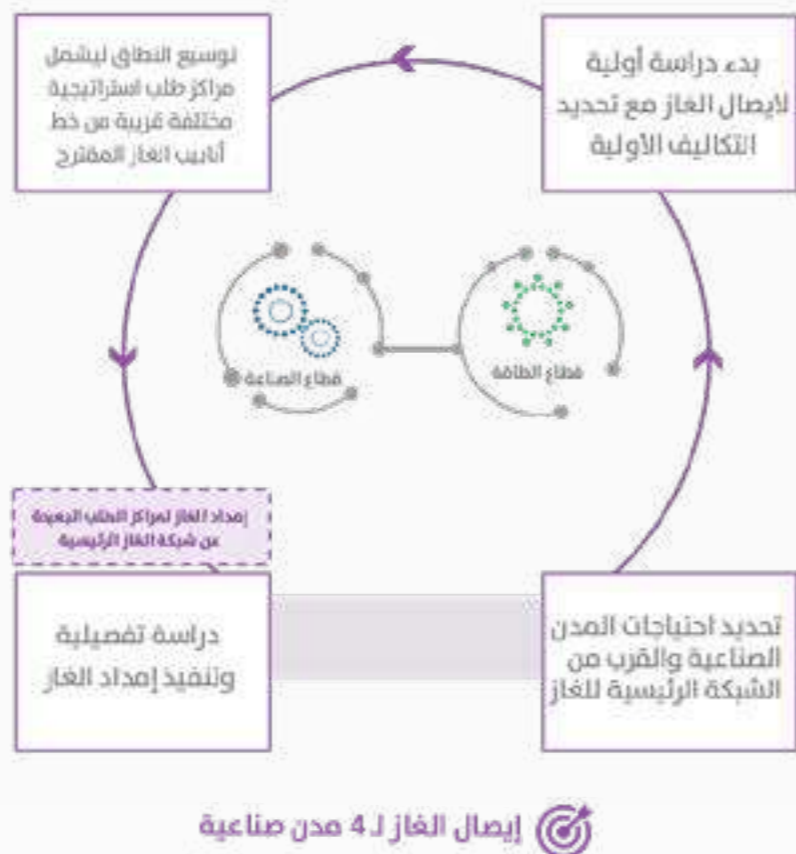 بدء دراسة أولية
لايصال الغاز مع تحديد
التكاليف الأولية
توسيع النطاق ليشمل
مراكز طلب استراتيجية
مختلفة قريبة من خط
أنابيب الغاز المقترح
قطاع الطاقة
قطاع الصناعة
إمداد الغاز لمراكز الطلب البعيدة
عن شبكة الغاز الرئيسية
تحديد احتياجات المدن
الصناعية والقرب من
الشبكة الرئيسية للغاز
دراسة تفصيلية
وتنفيذ إمداد الغاز
إيصال الغاز لـ 4 مدن صناعية